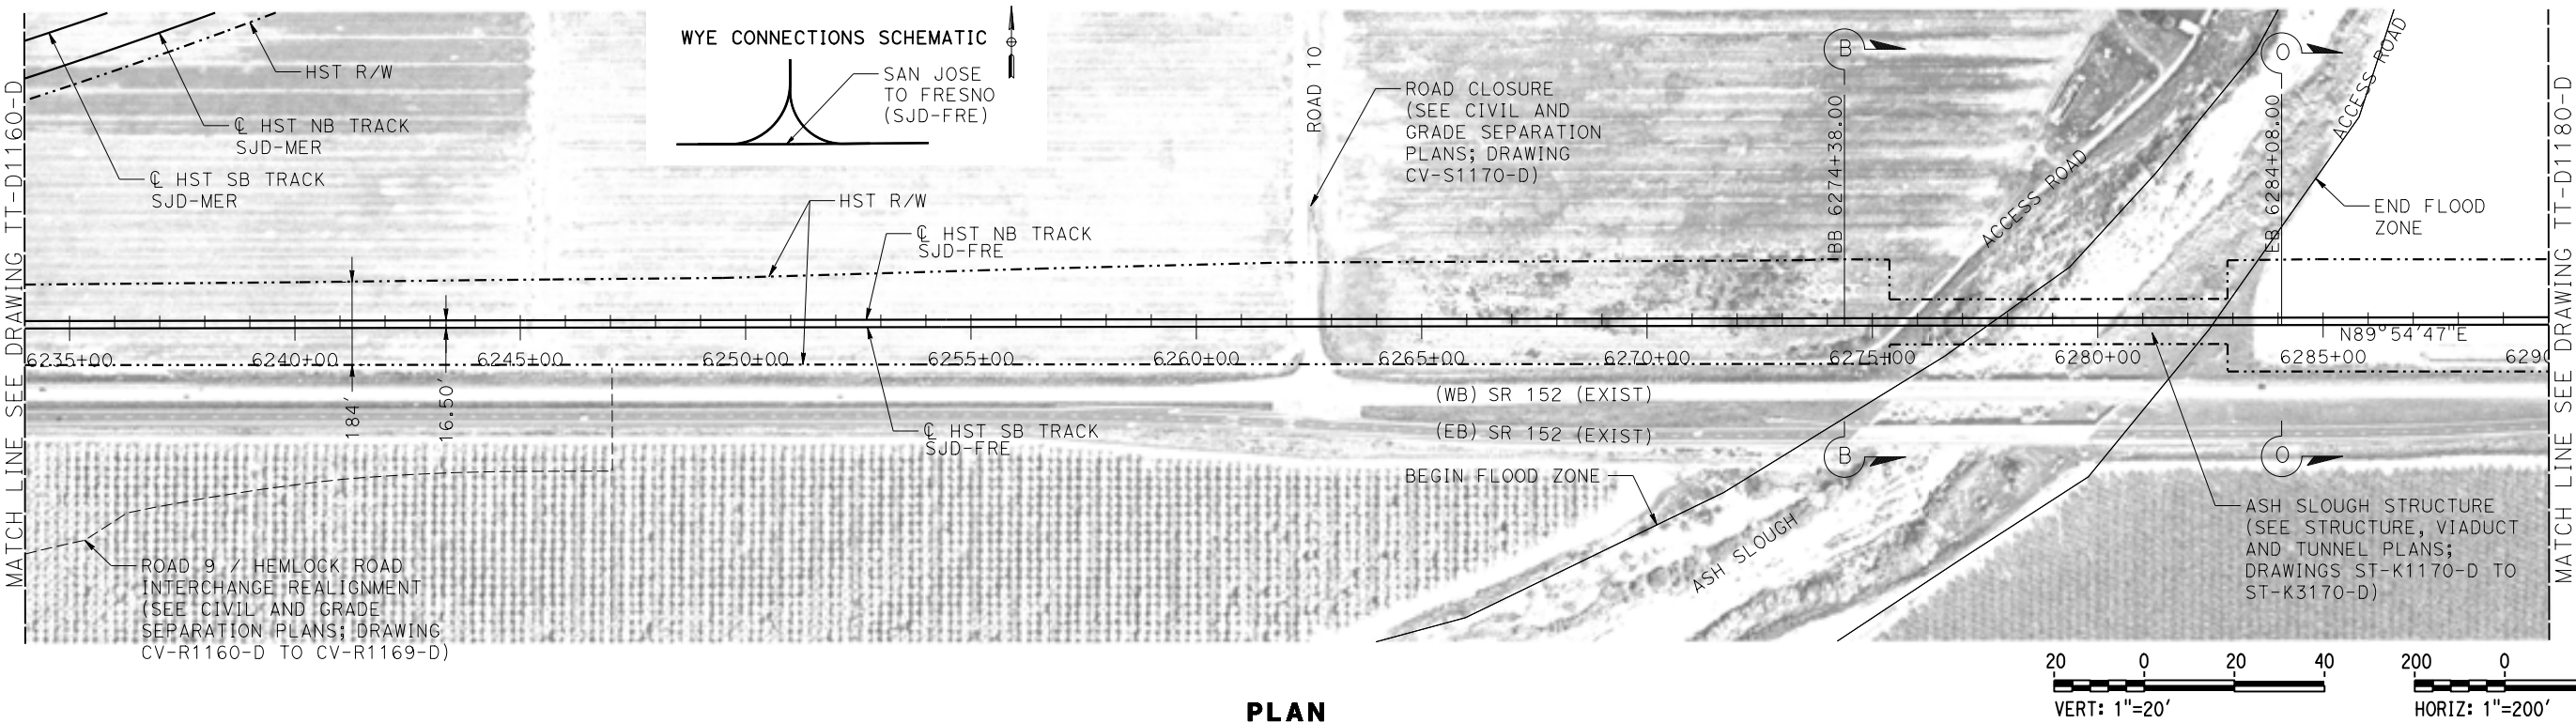 MATCH LINE SEE DRAWING TT-D1160-D
HST R/W
℄ HST NB TRACK
SJD-MER
℄ HST SB TRACK
SJD-MER
WYE CONNECTIONS SCHEMATIC
SAN JOSE
TO FRESNO
(SJD-FRE)
HST R/W
℄ HST NB TRACK
SJD-FRE
ROAD 10
ROAD CLOSURE
(SEE CIVIL AND
GRADE SEPARATION
PLANS; DRAWING
CV-S1170-D)
B
BB 6274+38.00
ACCESS ROAD
O
EB 6284+08.00
ACCESS ROAD
END FLOOD
ZONE
MATCH LINE SEE DRAWING TT-D1180-D
N89°54'47"E
6235+00
6240+00
6245+00
6250+00
6255+00
6260+00
6265+00
6270+00
6275+00
6280+00
6285+00
6290
184'
16.50'
℄ HST SB TRACK
SJD-FRE
(WB) SR 152 (EXIST)
(EB) SR 152 (EXIST)
BEGIN FLOOD ZONE
B
O
ASH SLOUGH
ASH SLOUGH STRUCTURE
(SEE STRUCTURE, VIADUCT
AND TUNNEL PLANS;
DRAWINGS ST-K1170-D TO
ST-K3170-D)
ROAD 9 / HEMLOCK ROAD
INTERCHANGE REALIGNMENT
(SEE CIVIL AND GRADE
SEPARATION PLANS; DRAWING
CV-R1160-D TO CV-R1169-D)
PLAN
20 0 20 40
VERT: 1"=20'
200 0
HORIZ: 1"=200'